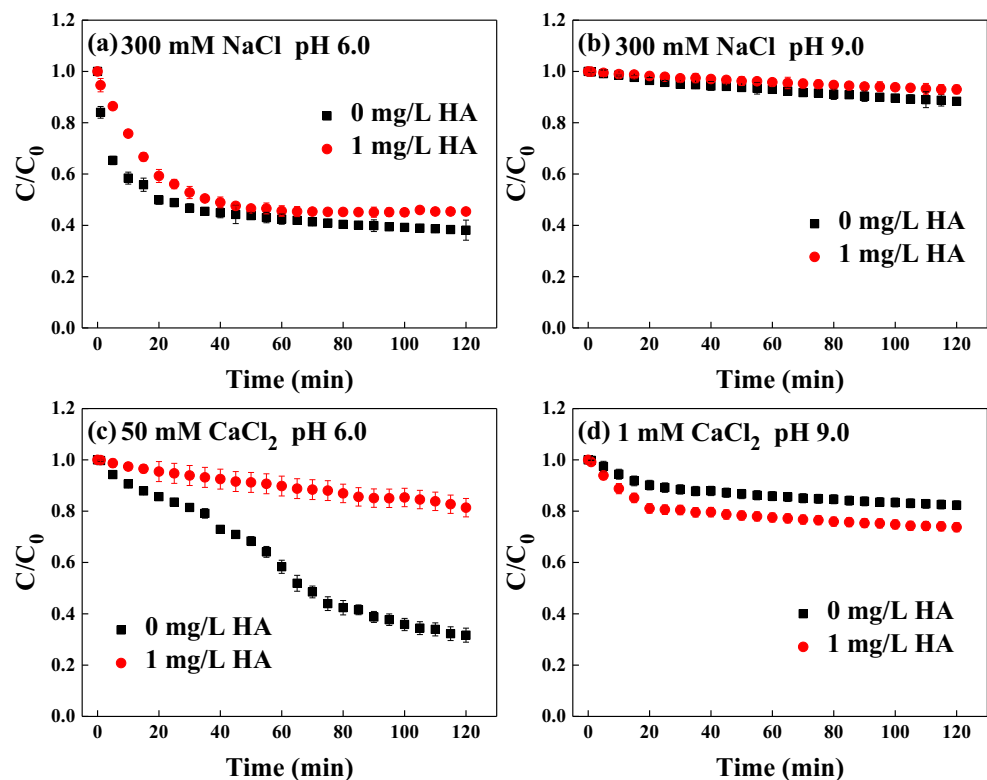 (a) 300 mM NaCl pH 6.0
0 mg/L HA
1 mg/L HA
C/C0
1.2
1.0
0.8
0.6
0.4
0.2
0.0
0 20 40 60 80 100 120
Time (min)
(b) 300 mM NaCl pH 9.0
0 mg/L HA
1 mg/L HA
C/C0
1.2
1.0
0.8
0.6
0.4
0.2
0.0
0 20 40 60 80 100 120
Time (min)
(c) 50 mM CaCl2 pH 6.0
0 mg/L HA
1 mg/L HA
C/C0
1.2
1.0
0.8
0.6
0.4
0.2
0.0
0 20 40 60 80 100 120
Time (min)
(d) 1 mM CaCl2 pH 9.0
0 mg/L HA
1 mg/L HA
C/C0
1.2
1.0
0.8
0.6
0.4
0.2
0.0
0 20 40 60 80 100 120
Time (min)